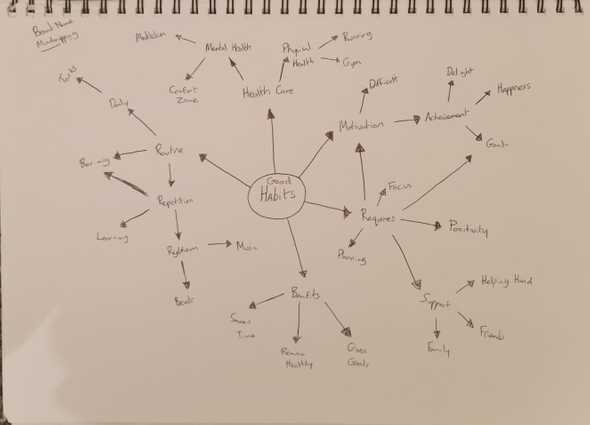 Brand Name
Mindmapping
Meditation
Mental Health
Physical
Health
Running
Gym
Comfort
Zone
Health Care
Difficult
Delight
Happiness
Daily
Motivation
Achievement
Goals
Routine
Boring
Good
Habits
Focus
Repetition
Requires
Positivity
Learning
Rhythm
Music
Planning
Beats
Benefits
Support
Helping Hand
Saves
Time
Remain
Healthy
Gives
Goals
Family
Friends